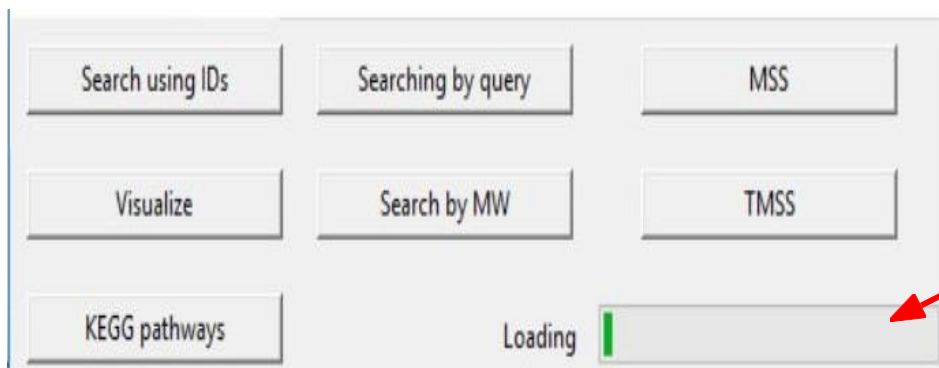 Search using IDs
Searching by query
MSS
Visualize
Search by MW
TMSS
KEGG pathways
Loading